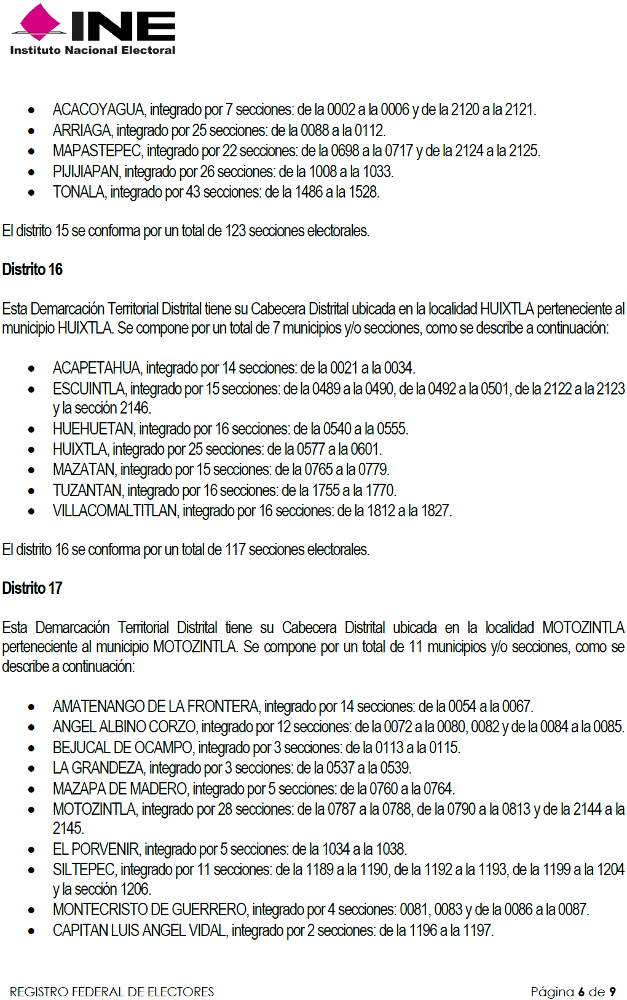 INE
Instituto Nacional Electoral
• ACACOYAGUA, integrado por 7 secciones: de la 0002 a la 0006 y de la 2120 a la 2121.
• ARRIAGA, integrado por 25 secciones: de la 0088 a la 0112.
• MAPASTEPEC, integrado por 22 secciones: de la 0698 a la 0717 y de la 2124 a la 2125.
• PIJIJIAPAN, integrado por 26 secciones: de la 1008 a la 1033.
• TONALA, integrado por 43 secciones: de la 1486 a la 1528.
El distrito 15 se conforma por un total de 123 secciones electorales.
Distrito 16
Esta Demarcación Territorial Distrital tiene su Cabecera Distrital ubicada en la localidad HUIXTLA perteneciente al
municipio HUIXTLA. Se compone por un total de 7 municipios y/o secciones, como se describe a continuación:
• ACAPETAHUA, integrado por 14 secciones: de la 0021 a la 0034.
• ESCUINTLA, integrado por 15 secciones: de la 0489 a la 0490, de la 0492 a la 0501, de la 2122 a la 2123
y la sección 2146.
• HUEHUETAN, integrado por 16 secciones: de la 0540 a la 0555.
• HUIXTLA, integrado por 25 secciones: de la 0577 a la 0601.
• MAZATAN, integrado por 15 secciones: de la 0765 a la 0779.
• TUZANTAN, integrado por 16 secciones: de la 1755 a la 1770.
• VILLACOMALTITLAN, integrado por 16 secciones: de la 1812 a la 1827.
El distrito 16 se conforma por un total de 117 secciones electorales.
Distrito 17
Esta Demarcación Territorial Distrital tiene su Cabecera Distrital ubicada en la localidad MOTOZINTLA
perteneciente al municipio MOTOZINTLA. Se compone por un total de 11 municipios y/o secciones, como se
describe a continuación:
• AMATENANGO DE LA FRONTERA, integrado por 14 secciones: de la 0054 a la 0067.
• ANGEL ALBINO CORZO, integrado por 12 secciones: de la 0072 a la 0080, 0082 y de la 0084 a la 0085.
• BEJUCAL DE OCAMPO, integrado por 3 secciones: de la 0113 a la 0115.
• LA GRANDEZA, integrado por 3 secciones: de la 0537 a la 0539.
• MAZAPA DE MADERO, integrado por 5 secciones: de la 0760 a la 0764.
• MOTOZINTLA, integrado por 28 secciones: de la 0787 a la 0788, de la 0790 a la 0813 y de la 2144 a la
2145.
• EL PORVENIR, integrado por 5 secciones: de la 1034 a la 1038.
• SILTEPEC, integrado por 11 secciones: de la 1189 a la 1190, de la 1192 a la 1193, de la 1199 a la 1204
y la sección 1206.
• MONTECRISTO DE GUERRERO, integrado por 4 secciones: 0081, 0083 y de la 0086 a la 0087.
• CAPITAN LUIS ANGEL VIDAL, integrado por 2 secciones: de la 1196 a la 1197.
REGISTRO FEDERAL DE ELECTORES Página 6 de 9